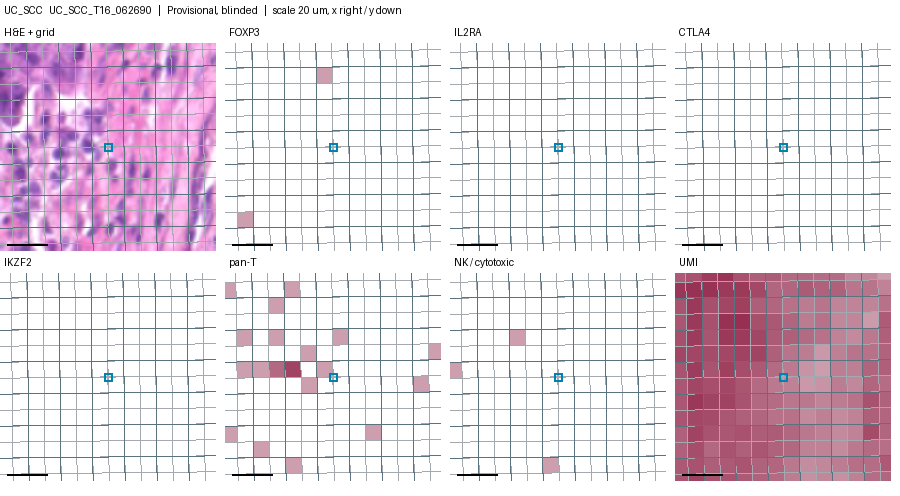 UC_SCC UC_SCC_T16_062690 | Provisional, blinded | scale 20 um, x right / y down
H&E + grid FOXP3 IL2RA CTLA4
IKZF2 pan-T NK / cytotoxic UMI